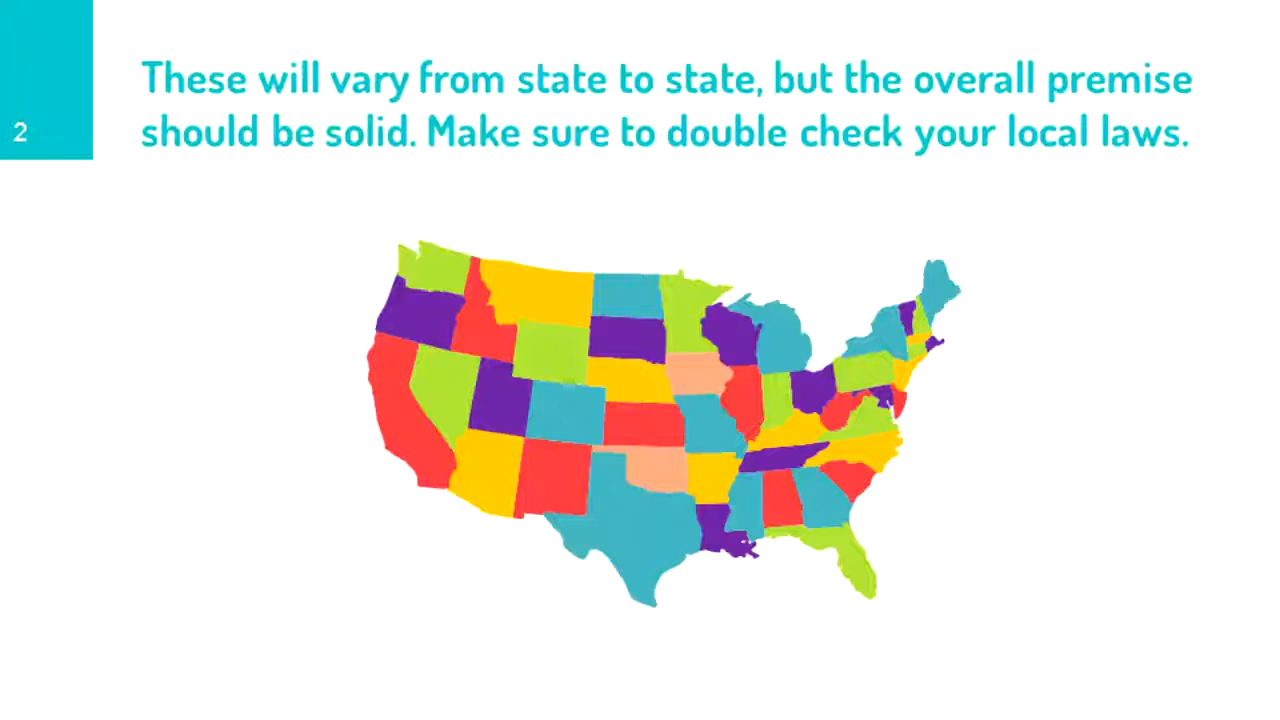 These will vary from state to state, but the overall premise
should be solid. Make sure to double check your local laws.
2